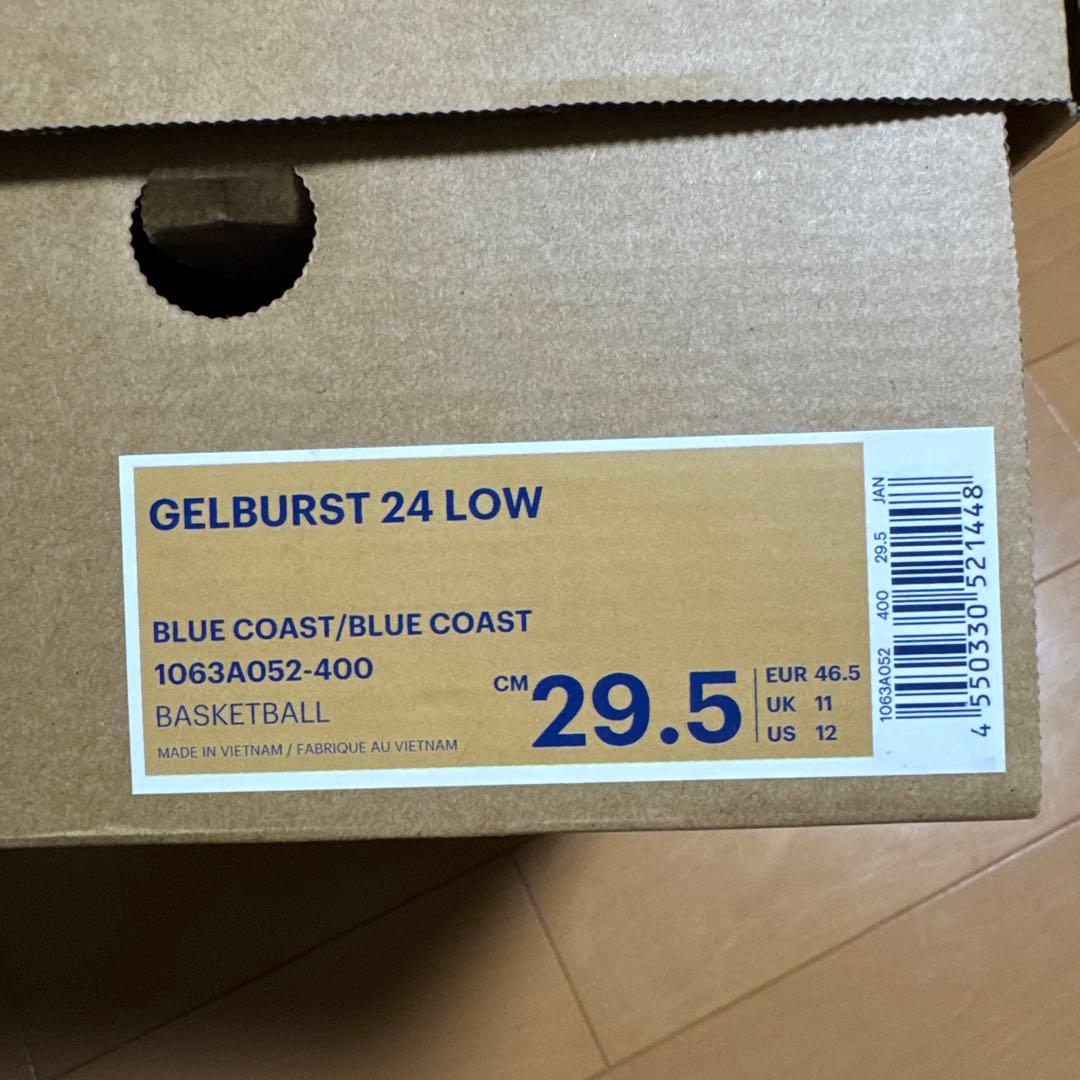 GELBURST 24 LOW
BLUE COAST/BLUE COAST
1063A052-400
BASKETBALL
MADE IN VIETNAM / FABRIQUE AU VIETNAM
CM 29.5
EUR 46.5
UK 11
US 12
1063A052 400 29.5 JAN
4 550330 521448